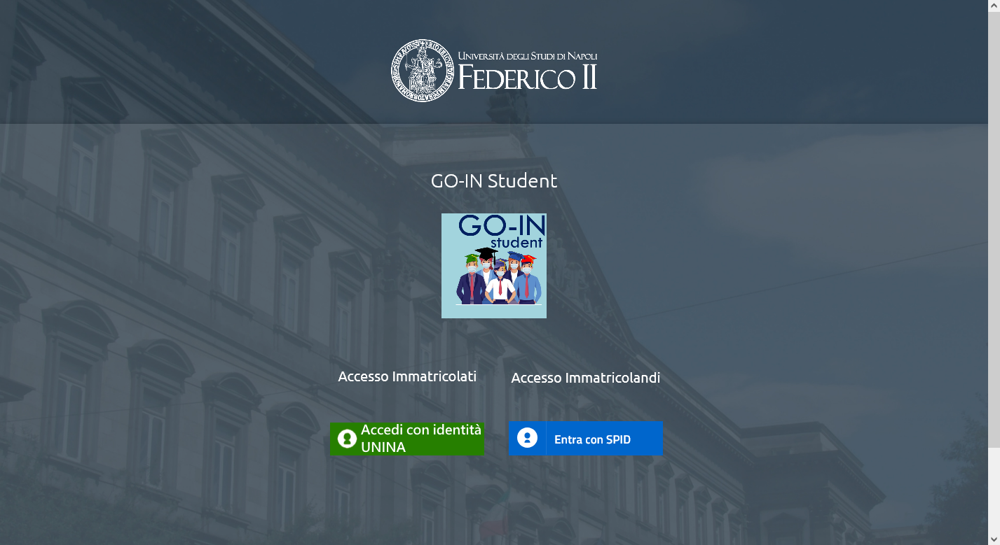 UNIVERSITÀ DEGLI STUDI DI NAPOLI
FEDERICO II
GO-IN Student
GO-IN
student
Accesso Immatricolati
Accesso Immatricolandi
Accedi con identità
UNINA
Entra con SPID